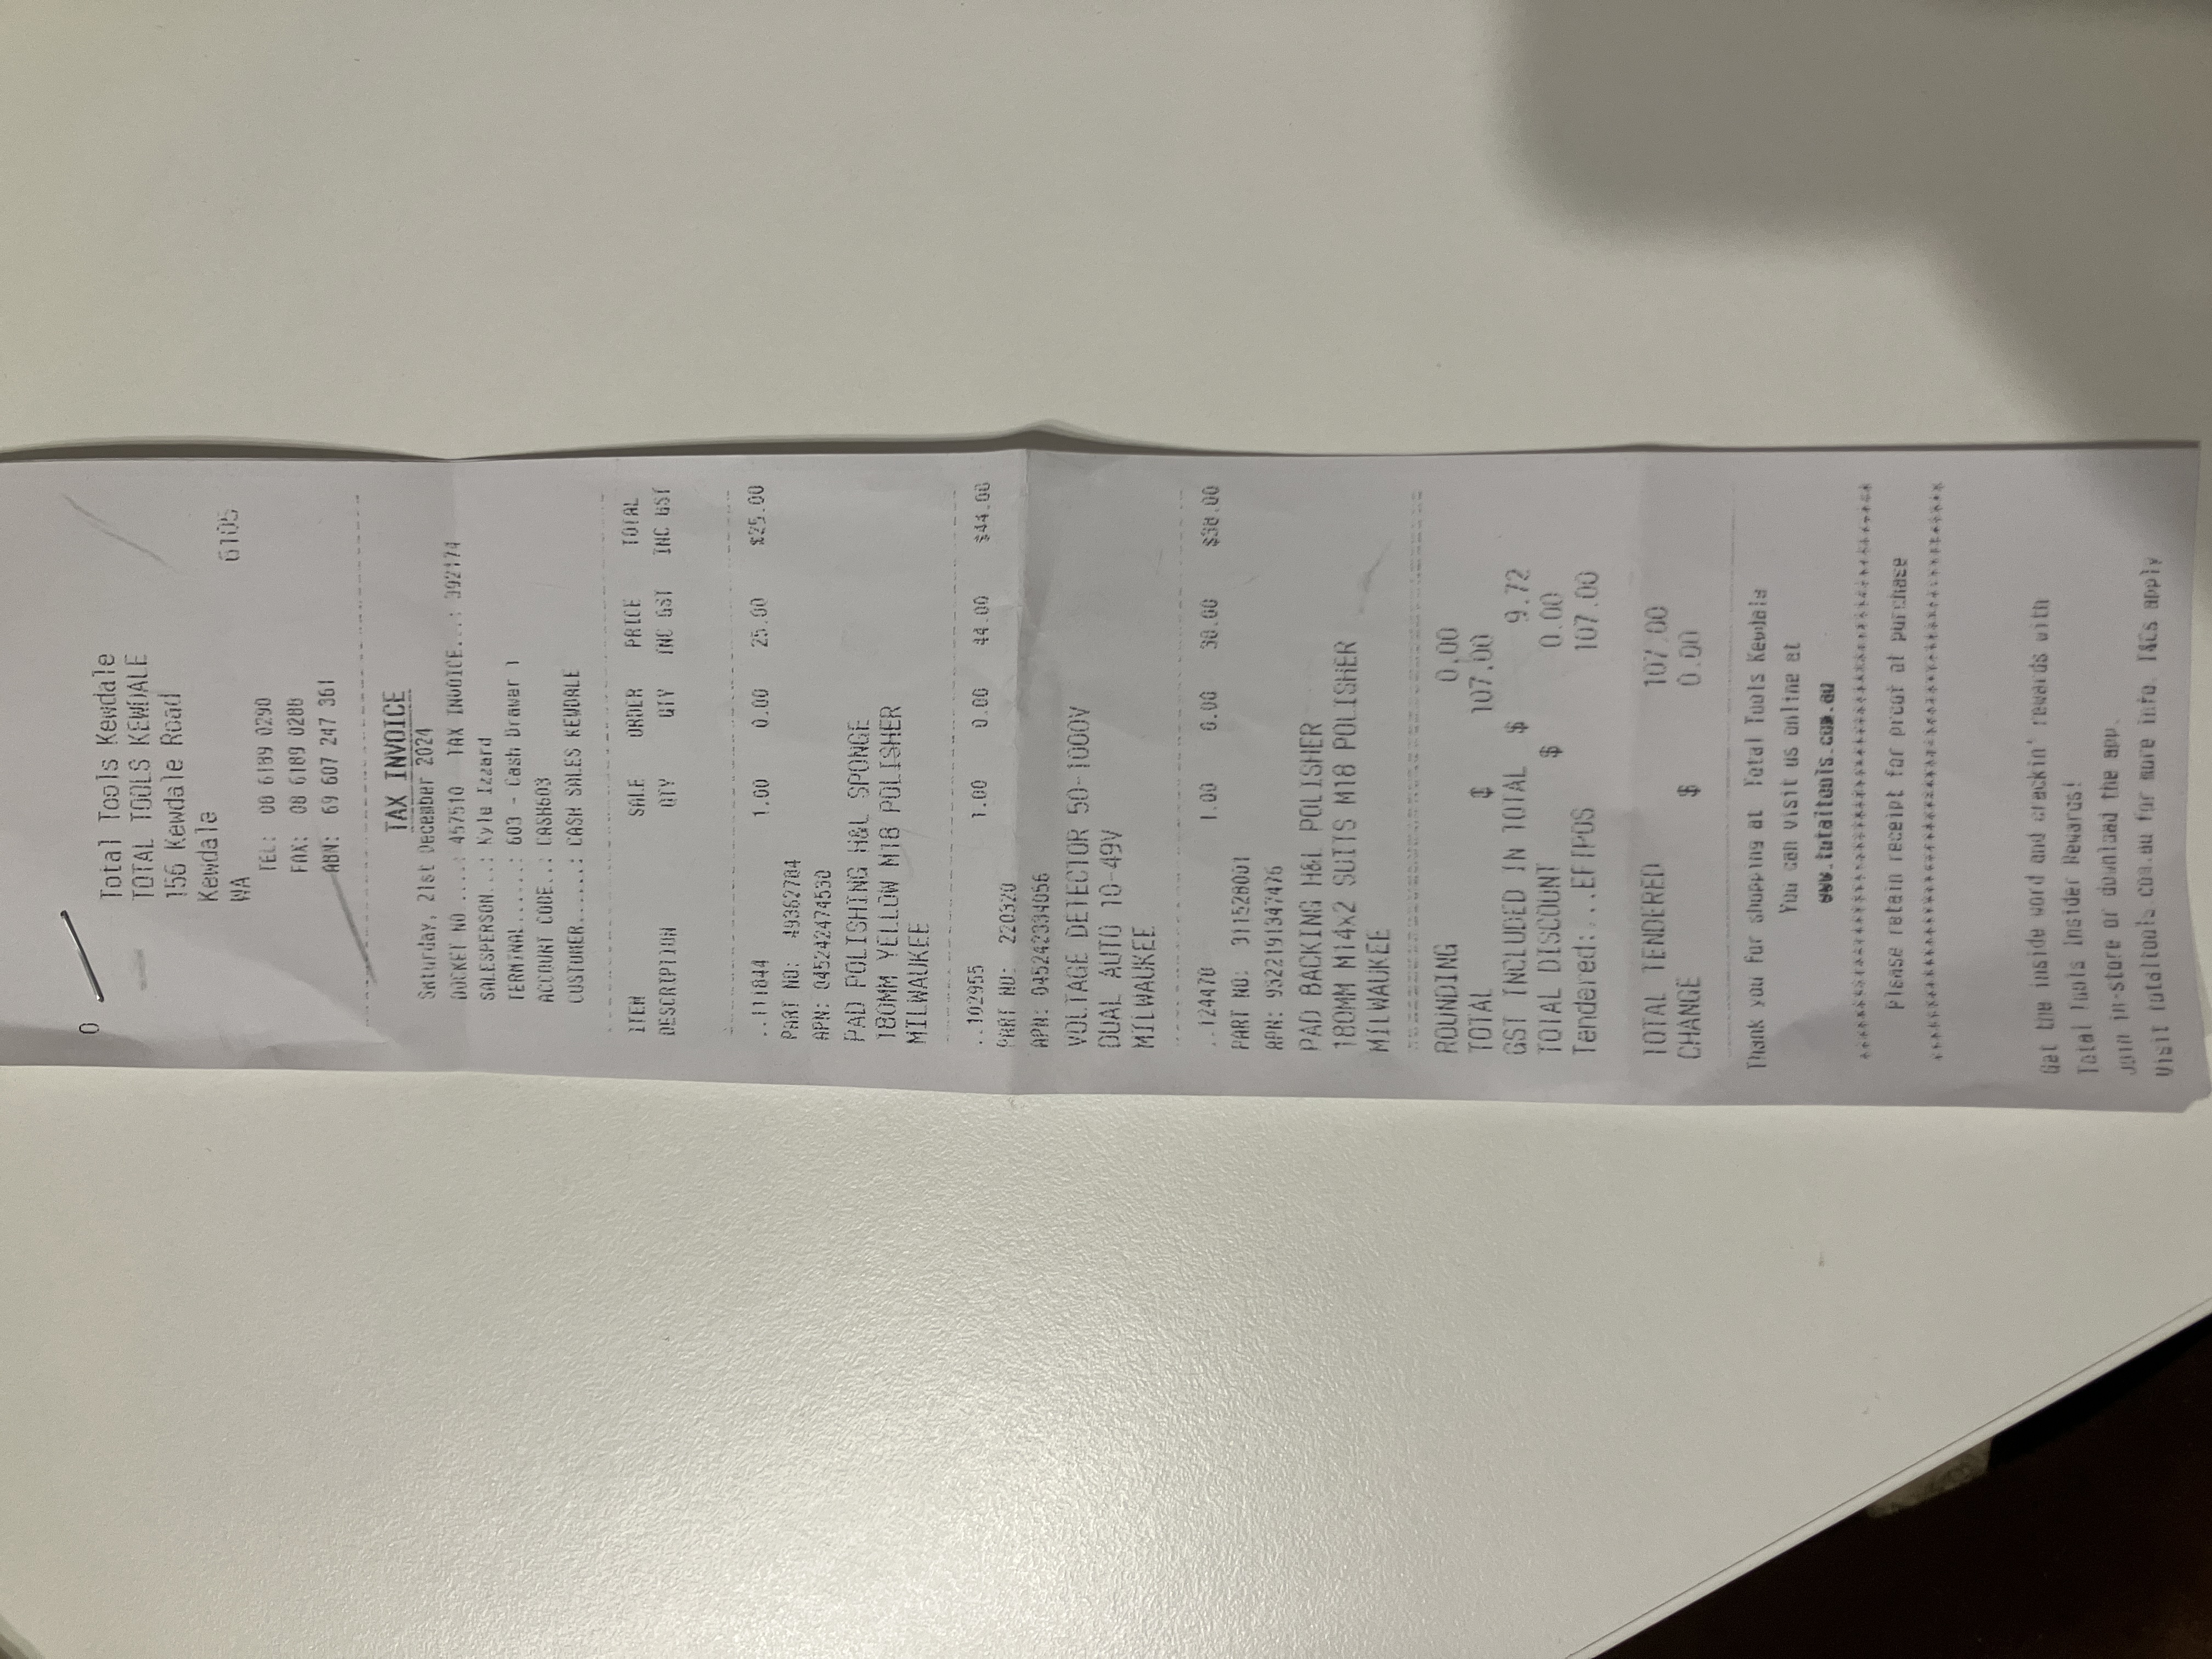 0
Total Tools Kewdale
TOTAL TOOLS KEWDALE
156 Kewdale Road
Kewdale
WA 6105
TEL: 08 6189 0290
FAX: 08 6189 0288
ABN: 69 607 247 361
TAX INVOICE
Saturday, 21st December 2024
DOCKET NO ....: 457510 TAX INVOICE...: 392174
SALESPERSON...: Kyle Izzard
TERMINAL......: 603 - Cash Drawer 1
ACCOUNT CODE..: CASH603
CUSTOMER......: CASH SALES KEWDALE
ITEM SALE ORDER PRICE TOTAL
DESCRIPTION QTY QTY INC GST INC GST
..111844 1.00 0.00 25.00 $25.00
PART NO: 49362784
APN: 045242474530
PAD POLISHING H&L SPONGE
180MM YELLOW M18 POLISHER
MILWAUKEE
..102955 1.00 0.00 44.00 $44.00
PART NO: 220320
APN: 045242334056
VOLTAGE DETECTOR 50-1000V
DUAL AUTO 10-49V
MILWAUKEE
..124478 1.00 0.00 38.00 $38.00
PART NO: 311528001
APN: 9322191347476
PAD BACKING H&L POLISHER
180MM M14x2 SUITS M18 POLISHER
MILWAUKEE
ROUNDING 0.00
TOTAL $ 107.00
GST INCLUDED IN TOTAL $ 9.72
TOTAL DISCOUNT $ 0.00
Tendered:...EFTPOS 107.00
TOTAL TENDERED 107.00
CHANGE $ 0.00
Thank you for shopping at Total Tools Kewdale
You can visit us online at
www.totaltools.com.au
*********************************************
Please retain receipt for proof of purchase
*********************************************
Get the inside word and crackin' rewards with
Total Tools Insider Rewards!
Join in-store or download the app.
Visit totaltools.com.au for more info. T&Cs apply